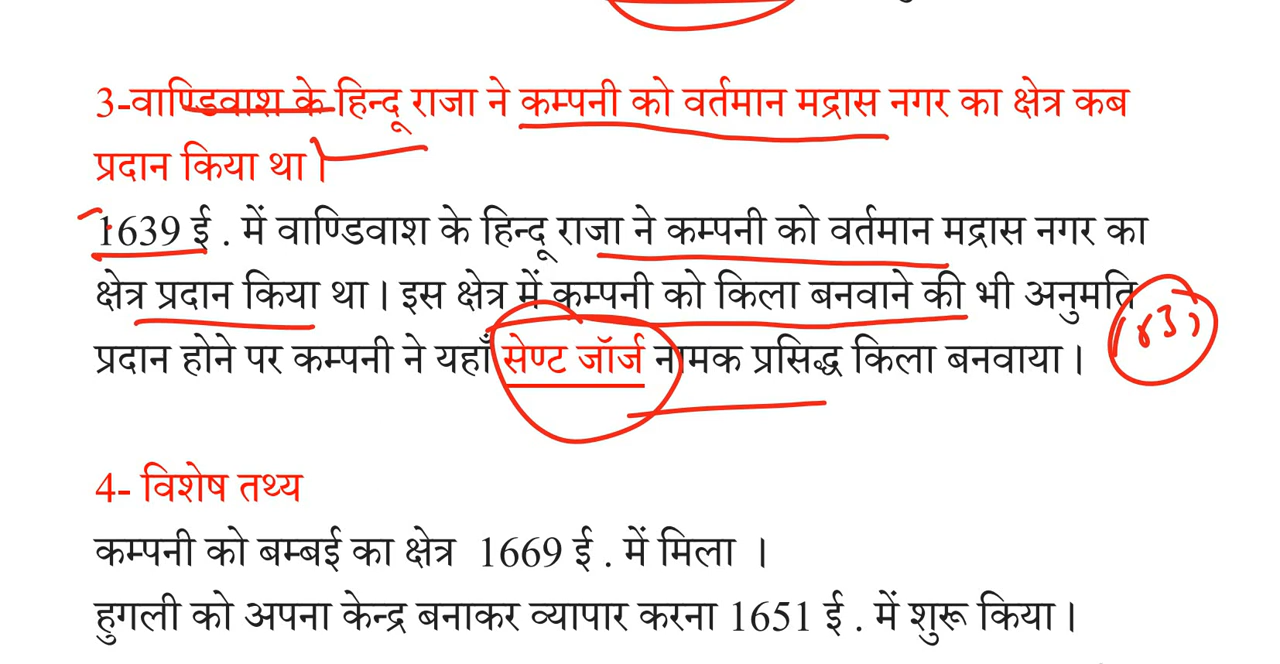 3-वाण्डिवाश के हिन्दू राजा ने कम्पनी को वर्तमान मद्रास नगर का क्षेत्र कब
प्रदान किया था।
1639 ई . में वाण्डिवाश के हिन्दू राजा ने कम्पनी को वर्तमान मद्रास नगर का
क्षेत्र प्रदान किया था। इस क्षेत्र में कम्पनी को किला बनवाने की भी अनुमति
प्रदान होने पर कम्पनी ने यहाँ सेण्ट जॉर्ज नामक प्रसिद्ध किला बनवाया।
4- विशेष तथ्य
कम्पनी को बम्बई का क्षेत्र 1669 ई . में मिला ।
हुगली को अपना केन्द्र बनाकर व्यापार करना 1651 ई . में शुरू किया।